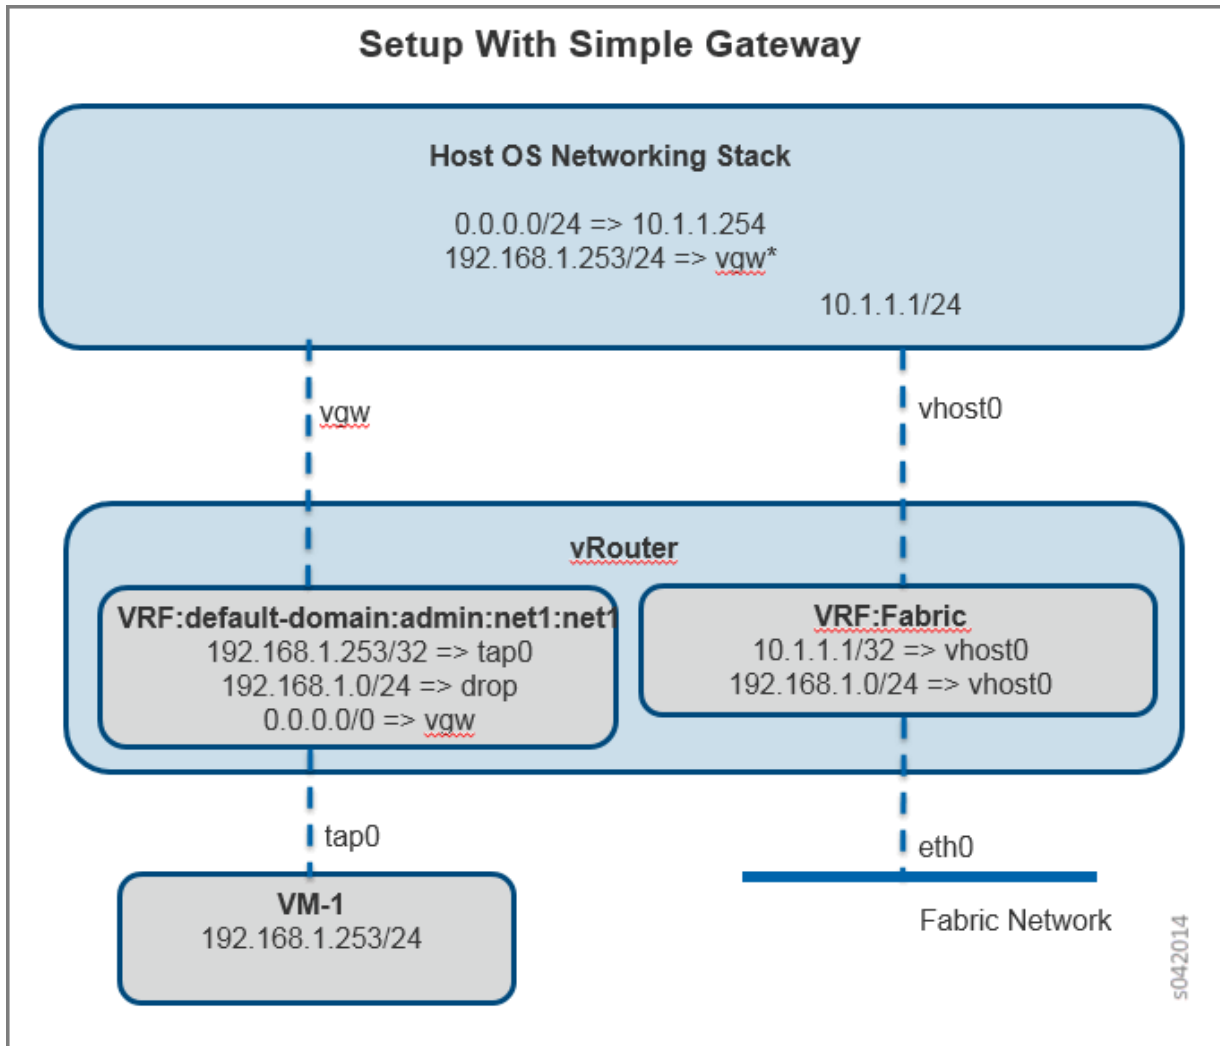 Setup With Simple Gateway
Host OS Networking Stack
0.0.0.0/24 => 10.1.1.254
192.168.1.253/24 => vgw*
10.1.1.1/24
vgw
vhost0
vRouter
VRF:default-domain:admin:net1:net1
192.168.1.253/32 => tap0
192.168.1.0/24 => drop
0.0.0.0/0 => vgw
VRF:Fabric
10.1.1.1/32 => vhost0
192.168.1.0/24 => vhost0
tap0
eth0
VM-1
192.168.1.253/24
Fabric Network
s042014